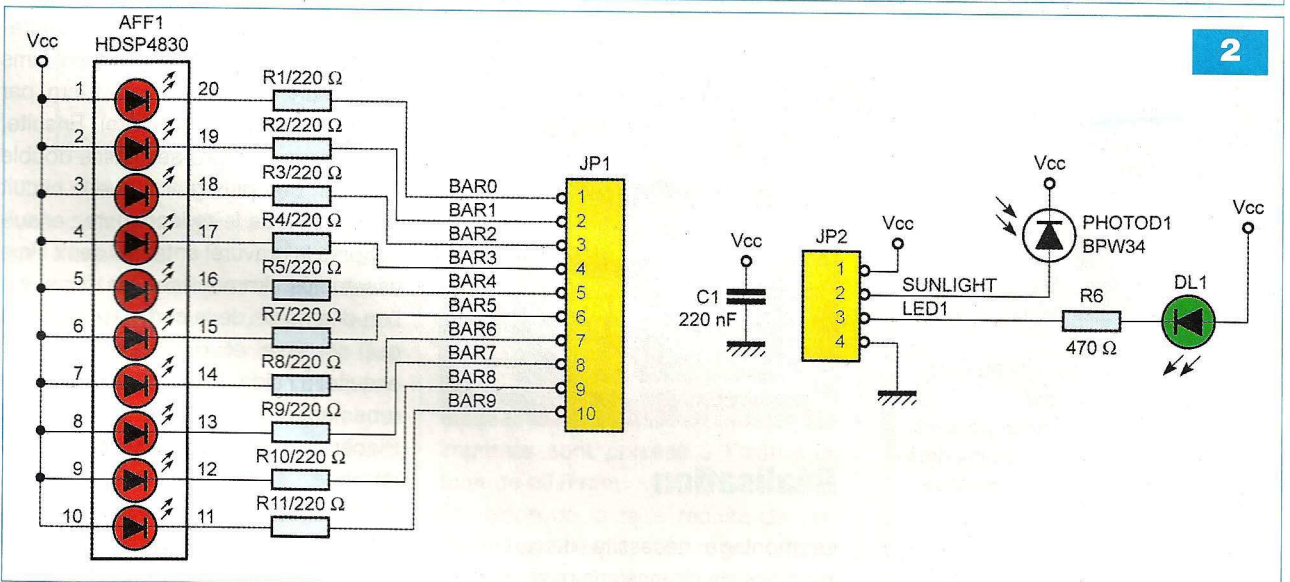 2
AFF1
HDSP4830
Vcc
1
2
3
4
5
6
7
8
9
10
20
19
18
17
16
15
14
13
12
11
R1/220 Ω
R2/220 Ω
R3/220 Ω
R4/220 Ω
R5/220 Ω
R7/220 Ω
R8/220 Ω
R9/220 Ω
R10/220 Ω
R11/220 Ω
BAR0
BAR1
BAR2
BAR3
BAR4
BAR5
BAR6
BAR7
BAR8
BAR9
JP1
1
2
3
4
5
6
7
8
9
10
Vcc
C1
220 nF
JP2
1
2
3
4
Vcc
SUNLIGHT
LED1
Vcc
PHOTOD1
BPW34
R6
470 Ω
DL1
Vcc